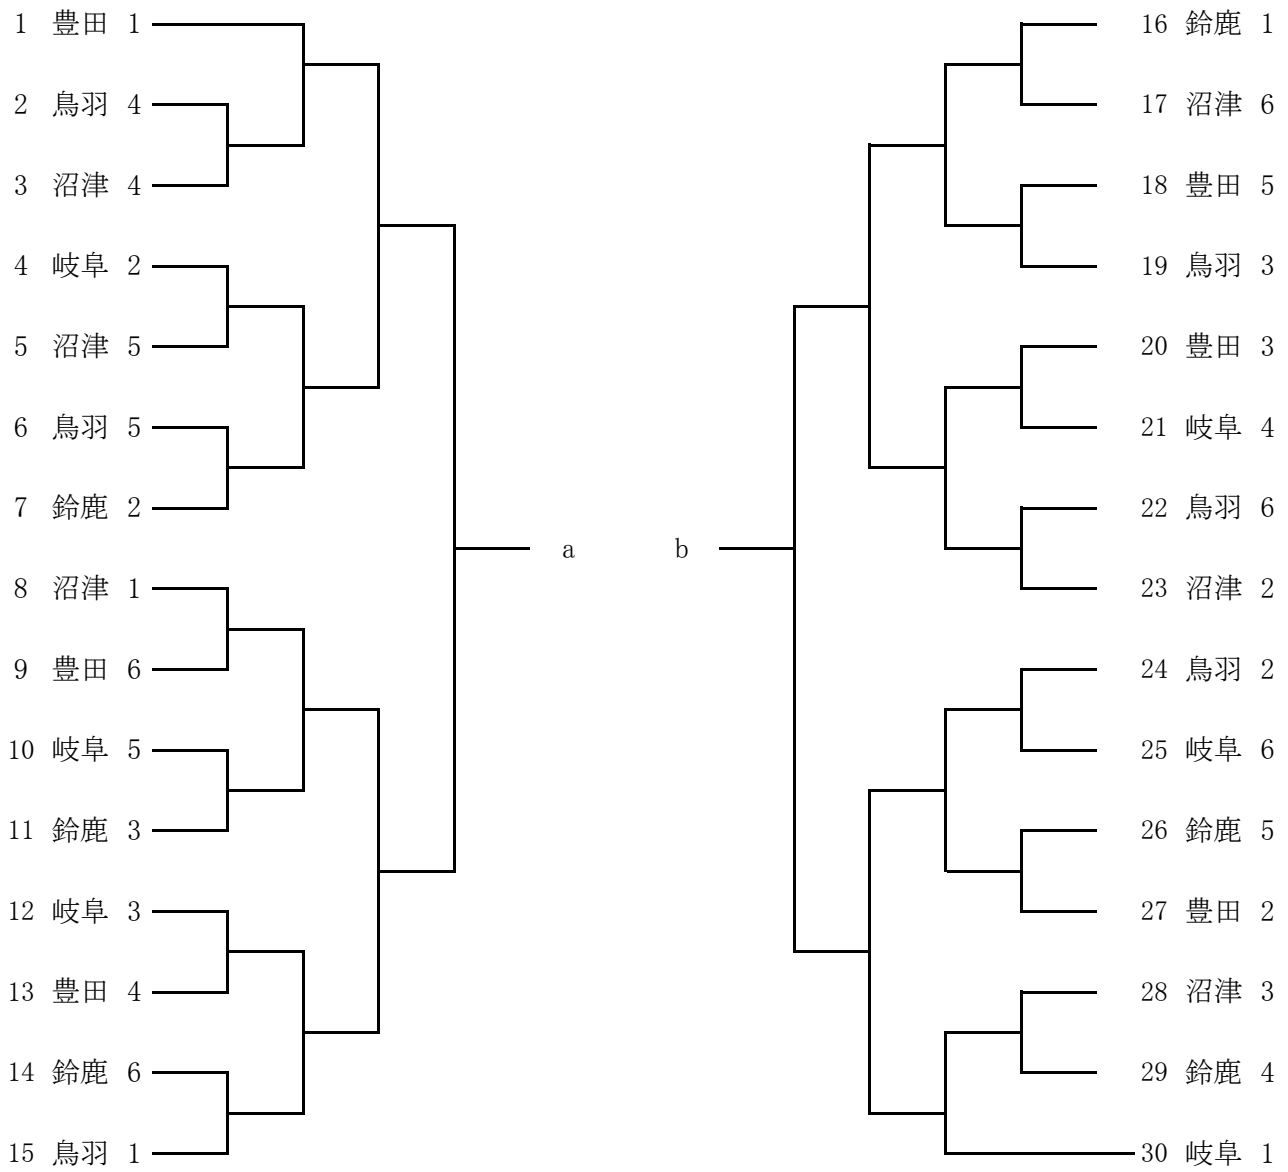 1 豊田 1
2 鳥羽 4
3 沼津 4
4 岐阜 2
5 沼津 5
6 鳥羽 5
7 鈴鹿 2
8 沼津 1
9 豊田 6
10 岐阜 5
11 鈴鹿 3
12 岐阜 3
13 豊田 4
14 鈴鹿 6
15 鳥羽 1
a
b
16 鈴鹿 1
17 沼津 6
18 豊田 5
19 鳥羽 3
20 豊田 3
21 岐阜 4
22 鳥羽 6
23 沼津 2
24 鳥羽 2
25 岐阜 6
26 鈴鹿 5
27 豊田 2
28 沼津 3
29 鈴鹿 4
30 岐阜 1